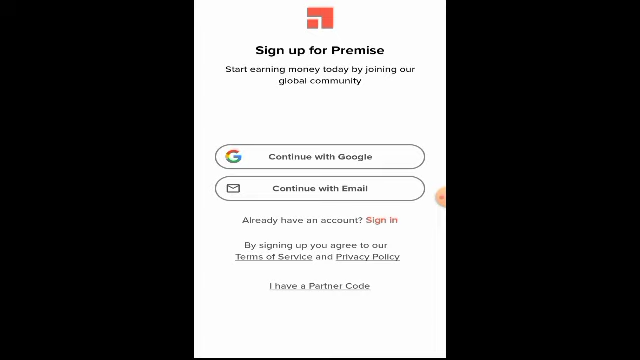 Sign up for Premise
Start earning money today by joining our
global community
Continue with Google
Continue with Email
Already have an account? Sign in
By signing up you agree to our
Terms of Service and Privacy Policy
I have a Partner Code